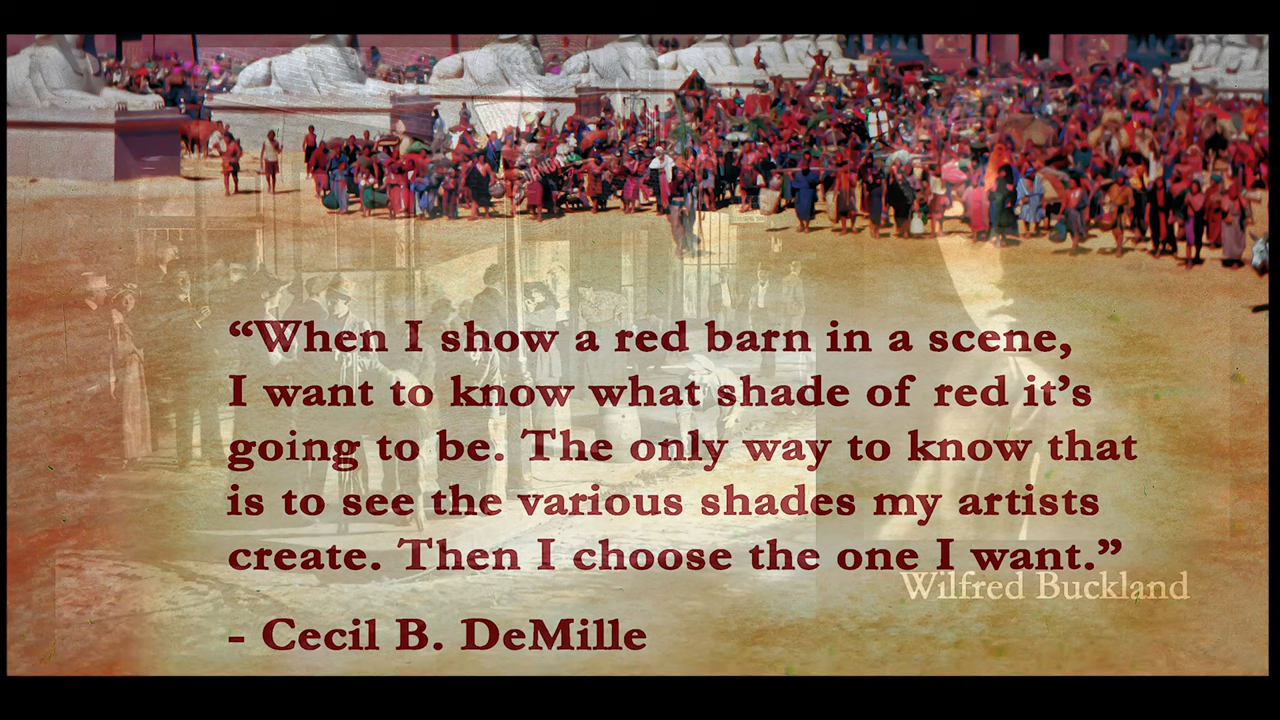 “When I show a red barn in a scene,
I want to know what shade of red it’s
going to be. The only way to know that
is to see the various shades my artists
create. Then I choose the one I want.”
Wilfred Buckland
- Cecil B. DeMille